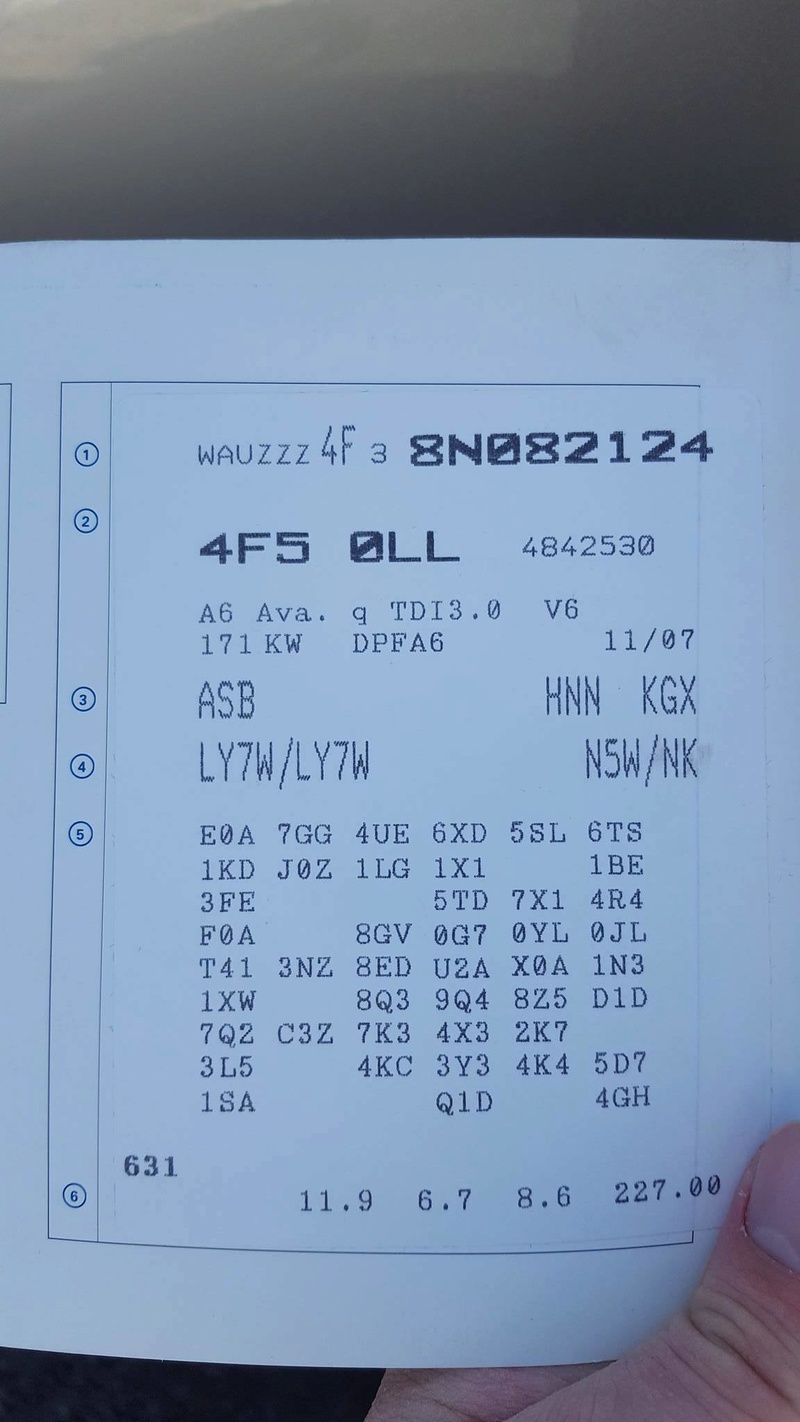 ① WAUZZZ 4F 3 8N082124
② 4F5 0LL 4842530
A6 Ava. q TDI3.0 V6
171 KW DPFA6 11/07
③ ASB HNN KGX
④ LY7W/LY7W N5W/NK
⑤ E0A 7GG 4UE 6XD 5SL 6TS
1KD J0Z 1LG 1X1 1BE
3FE 5TD 7X1 4R4
F0A 8GV 0G7 0YL 0JL
T41 3NZ 8ED U2A X0A 1N3
1XW 8Q3 9Q4 8Z5 D1D
7Q2 C3Z 7K3 4X3 2K7
3L5 4KC 3Y3 4K4 5D7
1SA Q1D 4GH
631
⑥ 11.9 6.7 8.6 227.00